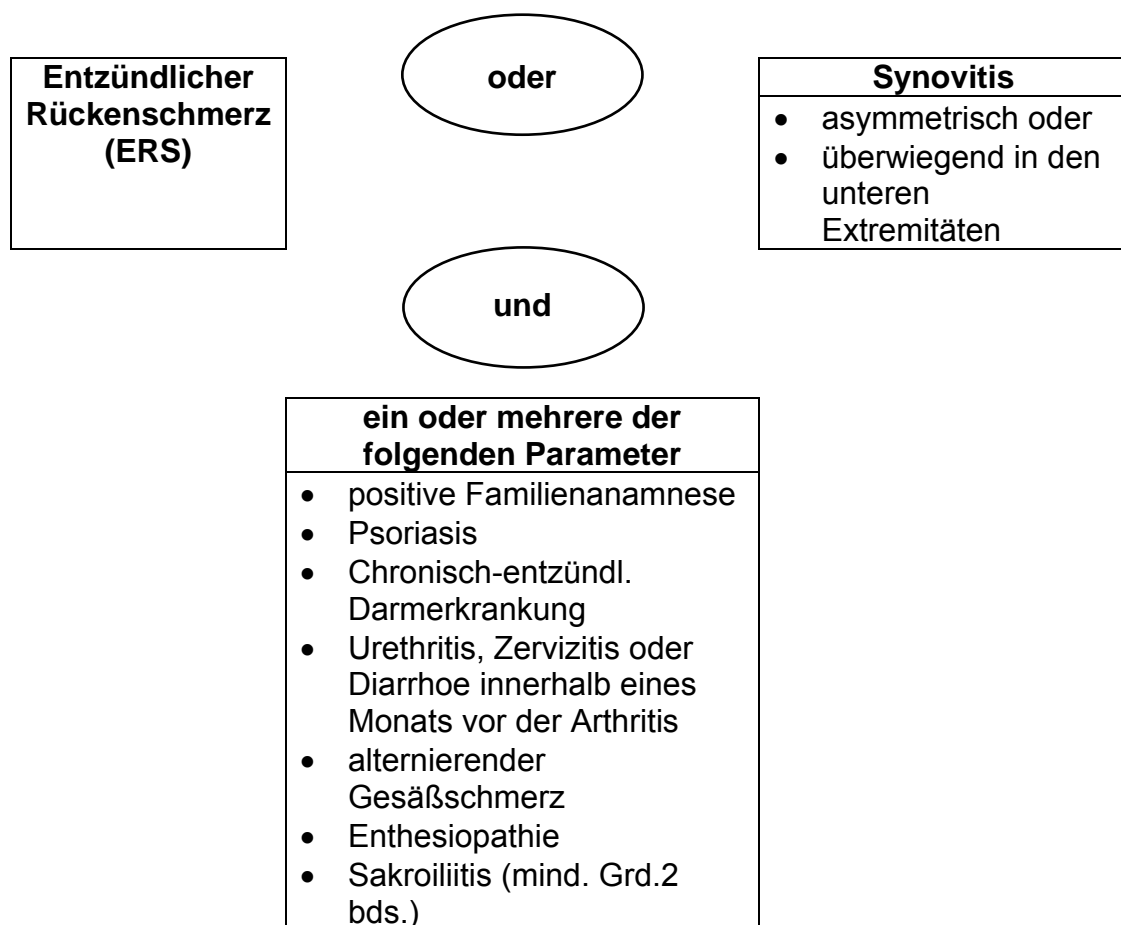 Entzündlicher
Rückenschmerz
(ERS)
oder
Synovitis
• asymmetrisch oder
• überwiegend in den
unteren
Extremitäten
und
ein oder mehrere der
folgenden Parameter
• positive Familienanamnese
• Psoriasis
• Chronisch-entzündl.
Darmerkrankung
• Urethritis, Zervizitis oder
Diarrhoe innerhalb eines
Monats vor der Arthritis
• alternierender
Gesäßschmerz
• Enthesiopathie
• Sakroiliitis (mind. Grd.2
bds.)